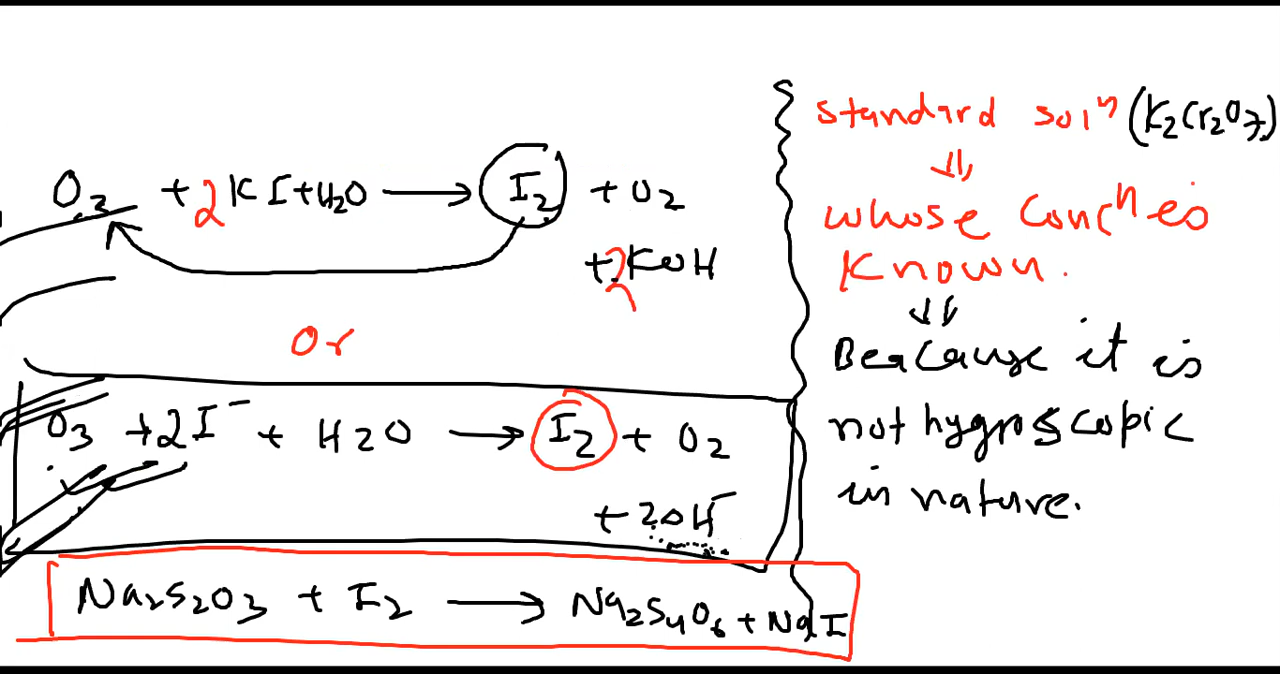 O3 + 2KI + H2O → I2 + O2
+ 2KOH
Or
O3 + 2I⁻ + H2O → I2 + O2
+ 2OH⁻
Na2S2O3 + I2 → Na2S4O6 + NaI
standard solⁿ (K2Cr2O7)
⇓
whose concⁿ is
Known.
⇓
Beacause it is
not hygroscopic
in nature.